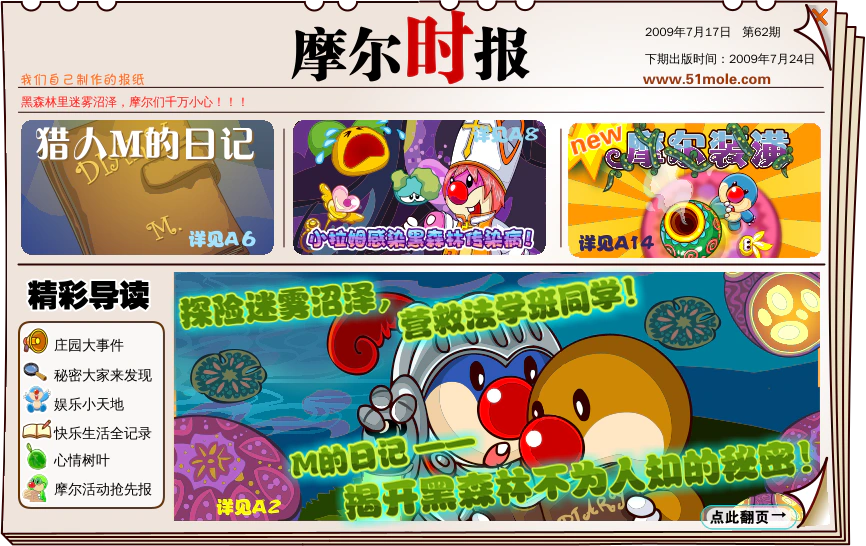 摩尔时报
2009年7月17日 第62期
下期出版时间：2009年7月24日
我们自己制作的报纸
www.51mole.com
黑森林里迷雾沼泽，摩尔们千万小心！！！
猎人M的日记
DIARY
M.
详见A6
详见A8
小拉姆感染黑森林传染病!
new
摩尔装潢
详见A14
精彩导读
庄园大事件
秘密大家来发现
娱乐小天地
快乐生活全记录
心情树叶
摩尔活动抢先报
探险迷雾沼泽，营救法学班同学!
M的日记——
揭开黑森林不为人知的秘密!
DIARY
详见A2
点此翻页→